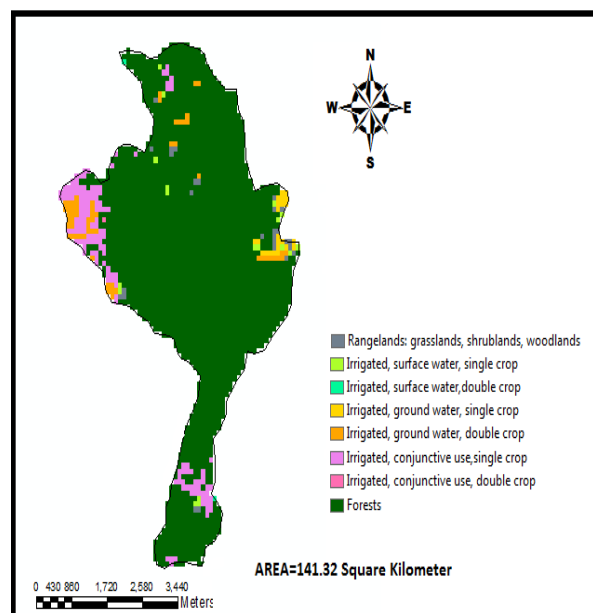 N
W E
S
Rangelands: grasslands, shrublands, woodlands
Irrigated, surface water, single crop
Irrigated, surface water,double crop
Irrigated, ground water, single crop
Irrigated, ground water, double crop
Irrigated, conjunctive use,single crop
Irrigated, conjunctive use, double crop
Forests
AREA=141.32 Square Kilometer
0 430 860 1,720 2,580 3,440
Meters